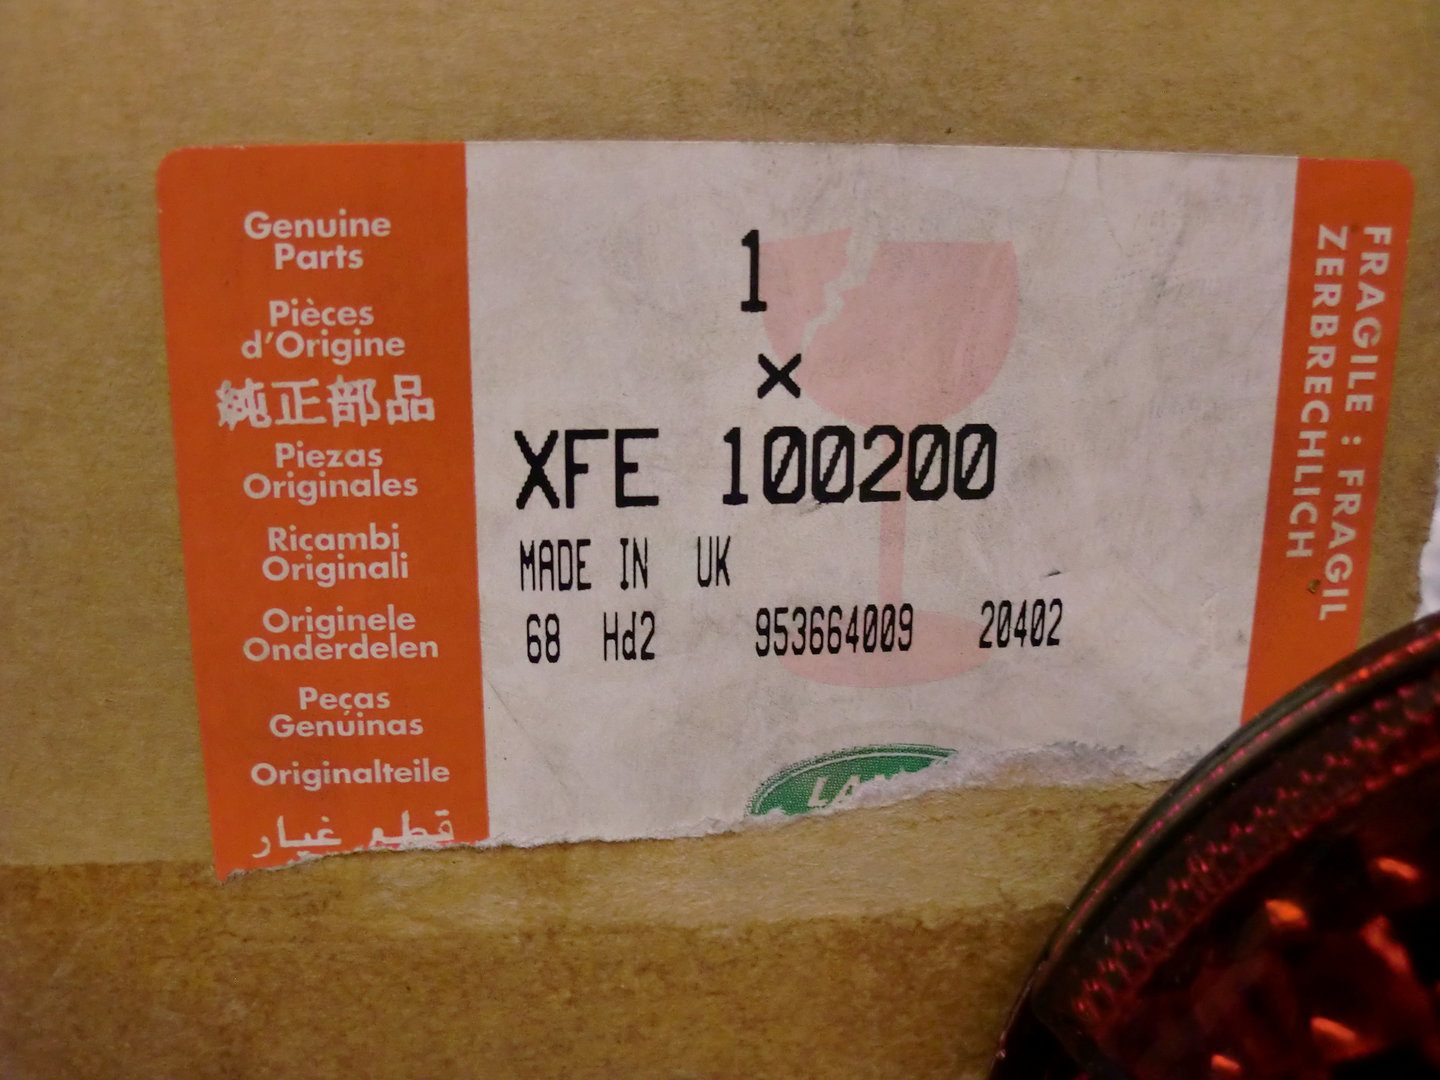 Genuine
Parts
Pièces
d'Origine
純正部品
Piezas
Originales
Ricambi
Originali
Originele
Onderdelen
Peças
Genúinas
Originalteile
قطع غيار
1
×
XFE 100200
MADE IN UK
68 Hd2 953664009 20402
FRAGILE : FRAGIL
ZERBRECHLICH